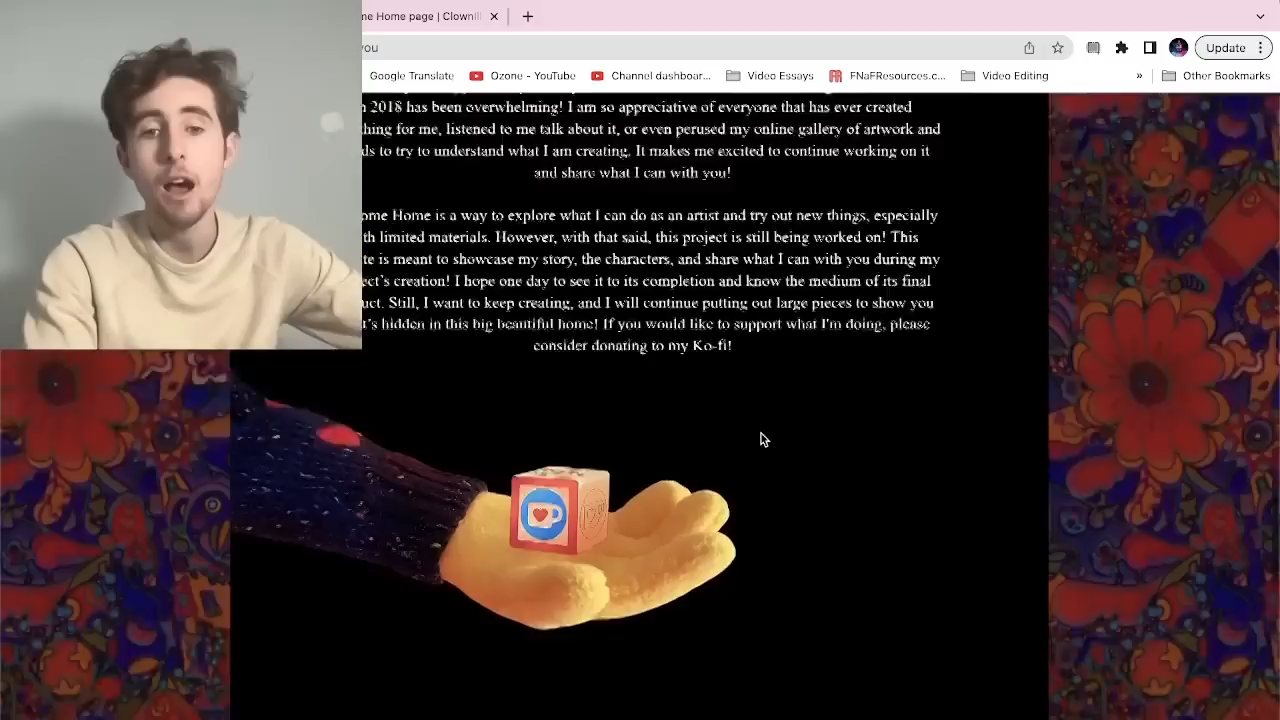 me Home page | Clownill
you
Update
Google Translate
Ozone - YouTube
Channel dashboar...
Video Essays
FNaFResources.c...
Video Editing
»
Other Bookmarks
2018 has been overwhelming! I am so appreciative of everyone that has ever created
thing for me, listened to me talk about it, or even perused my online gallery of artwork and
ds to try to understand what I am creating. It makes me excited to continue working on it
and share what I can with you!
ome Home is a way to explore what I can do as an artist and try out new things, especially
th limited materials. However, with that said, this project is still being worked on! This
te is meant to showcase my story, the characters, and share what I can with you during my
ect's creation! I hope one day to see it to its completion and know the medium of its final
uct. Still, I want to keep creating, and I will continue putting out large pieces to show you
t's hidden in this big beautiful home! If you would like to support what I'm doing, please
consider donating to my Ko-fi!